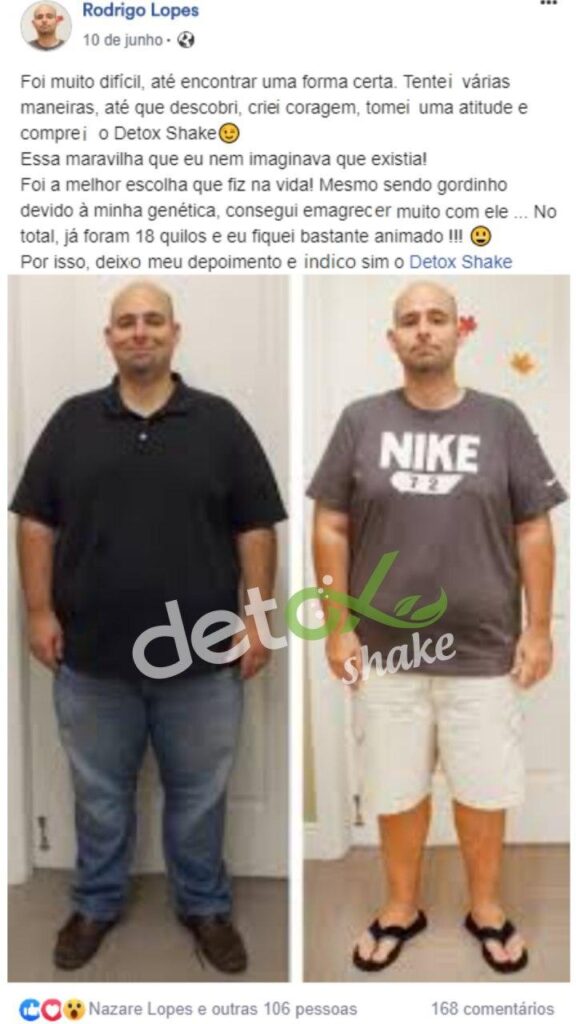 Rodrigo Lopes
10 de junho ·
Foi muito difícil, até encontrar uma forma certa. Tentei várias
maneiras, até que descobri, criei coragem, tomei uma atitude e
comprei o Detox Shake😉
Essa maravilha que eu nem imaginava que existia!
Foi a melhor escolha que fiz na vida! Mesmo sendo gordinho
devido à minha genética, consegui emagrecer muito com ele ... No
total, já foram 18 quilos e eu fiquei bastante animado !!! 😃
Por isso, deixo meu depoimento e indico sim o Detox Shake
NIKE
72
detox
shake
Nazare Lopes e outras 106 pessoas 168 comentários